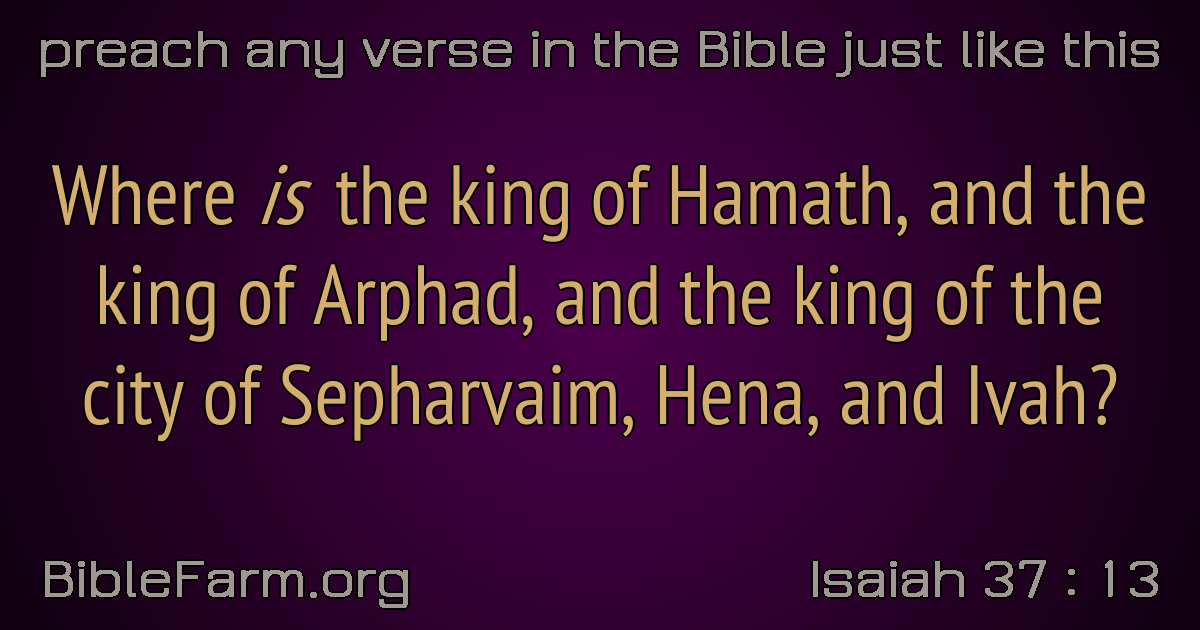 preach any verse in the Bible just like this
Where is the king of Hamath, and the
king of Arphad, and the king of the
city of Sepharvaim, Hena, and Ivah?
BibleFarm.org
Isaiah 37 : 13